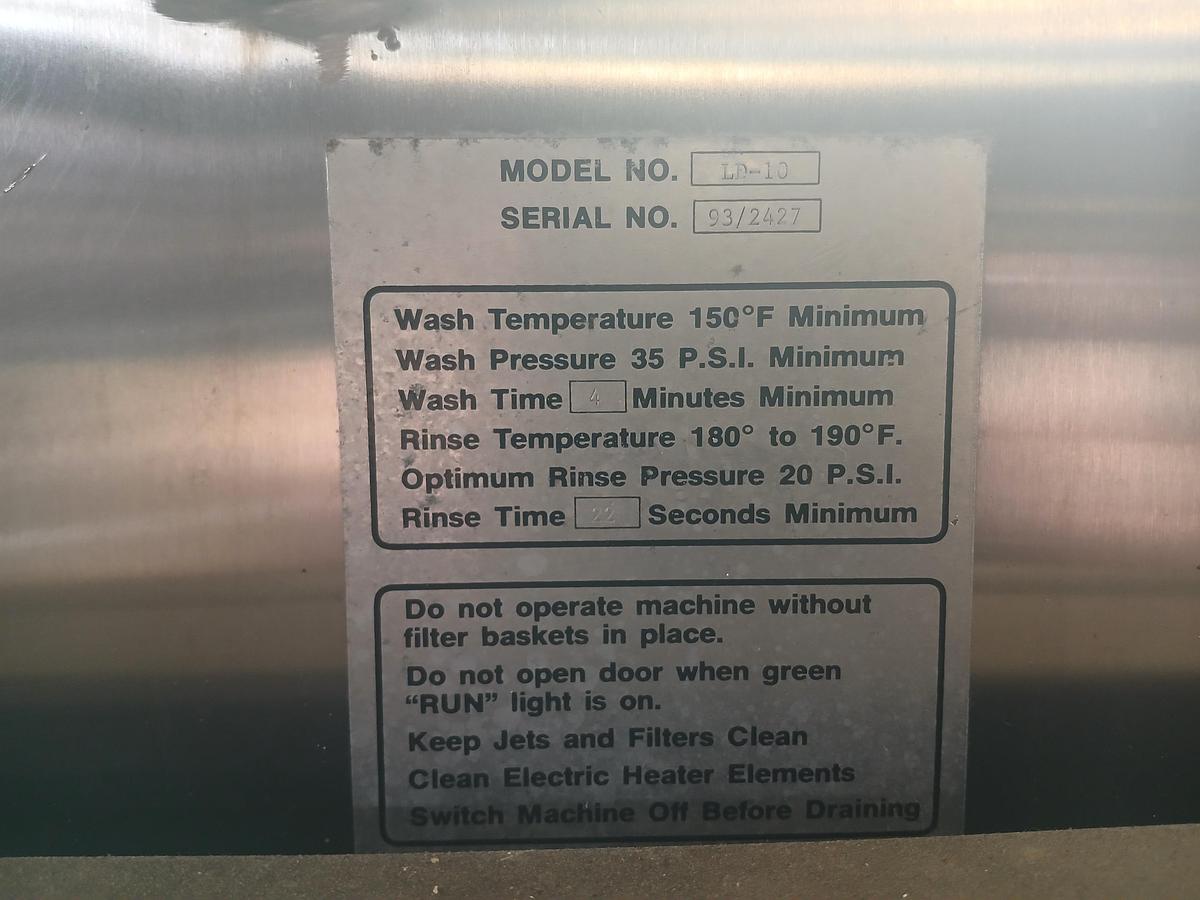 MODEL NO. LD-10
SERIAL NO. 93/2427
Wash Temperature 150°F Minimum
Wash Pressure 35 P.S.I. Minimum
Wash Time 4 Minutes Minimum
Rinse Temperature 180° to 190°F.
Optimum Rinse Pressure 20 P.S.I.
Rinse Time 22 Seconds Minimum
Do not operate machine without
filter baskets in place.
Do not open door when green
“RUN” light is on.
Keep Jets and Filters Clean
Clean Electric Heater Elements
Switch Machine Off Before Draining